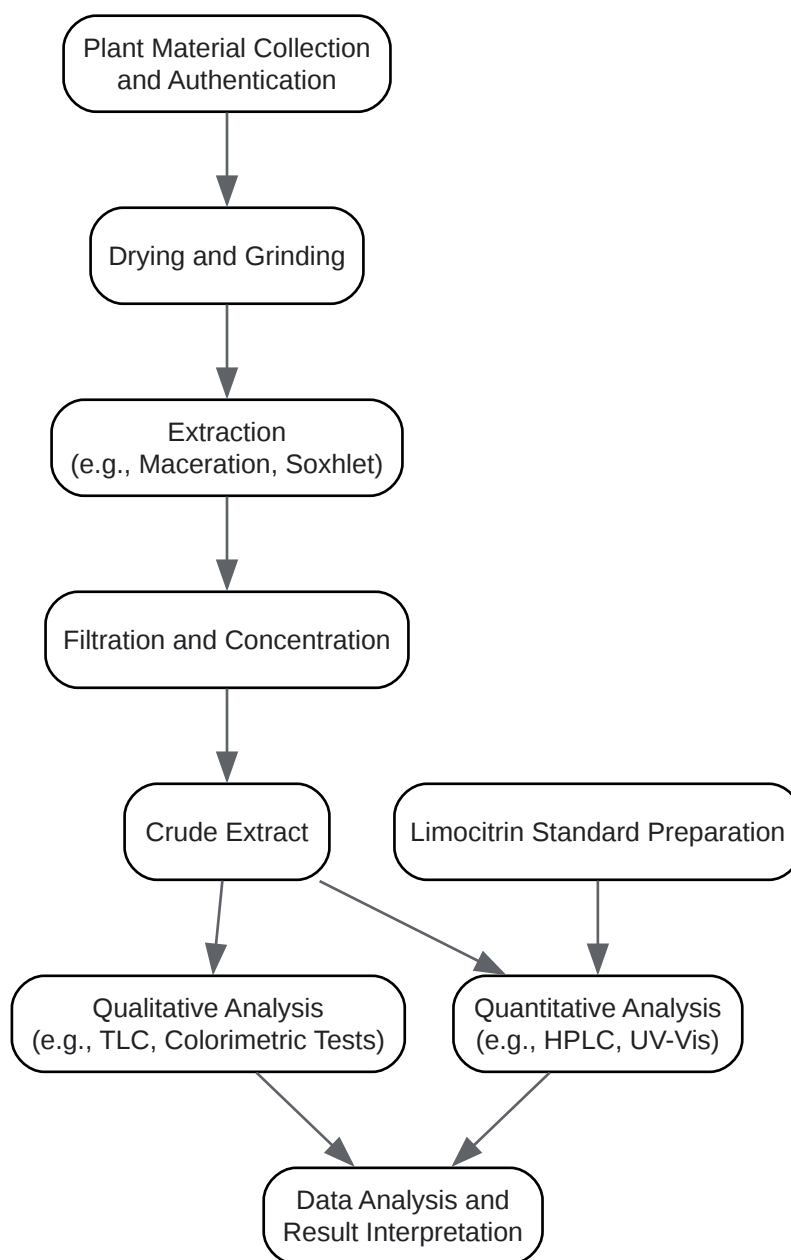 Plant Material Collection
and Authentication
Drying and Grinding
Extraction
(e.g., Maceration, Soxhlet)
Filtration and Concentration
Crude Extract
Limocitrin Standard Preparation
Qualitative Analysis
(e.g., TLC, Colorimetric Tests)
Quantitative Analysis
(e.g., HPLC, UV-Vis)
Data Analysis and
Result Interpretation